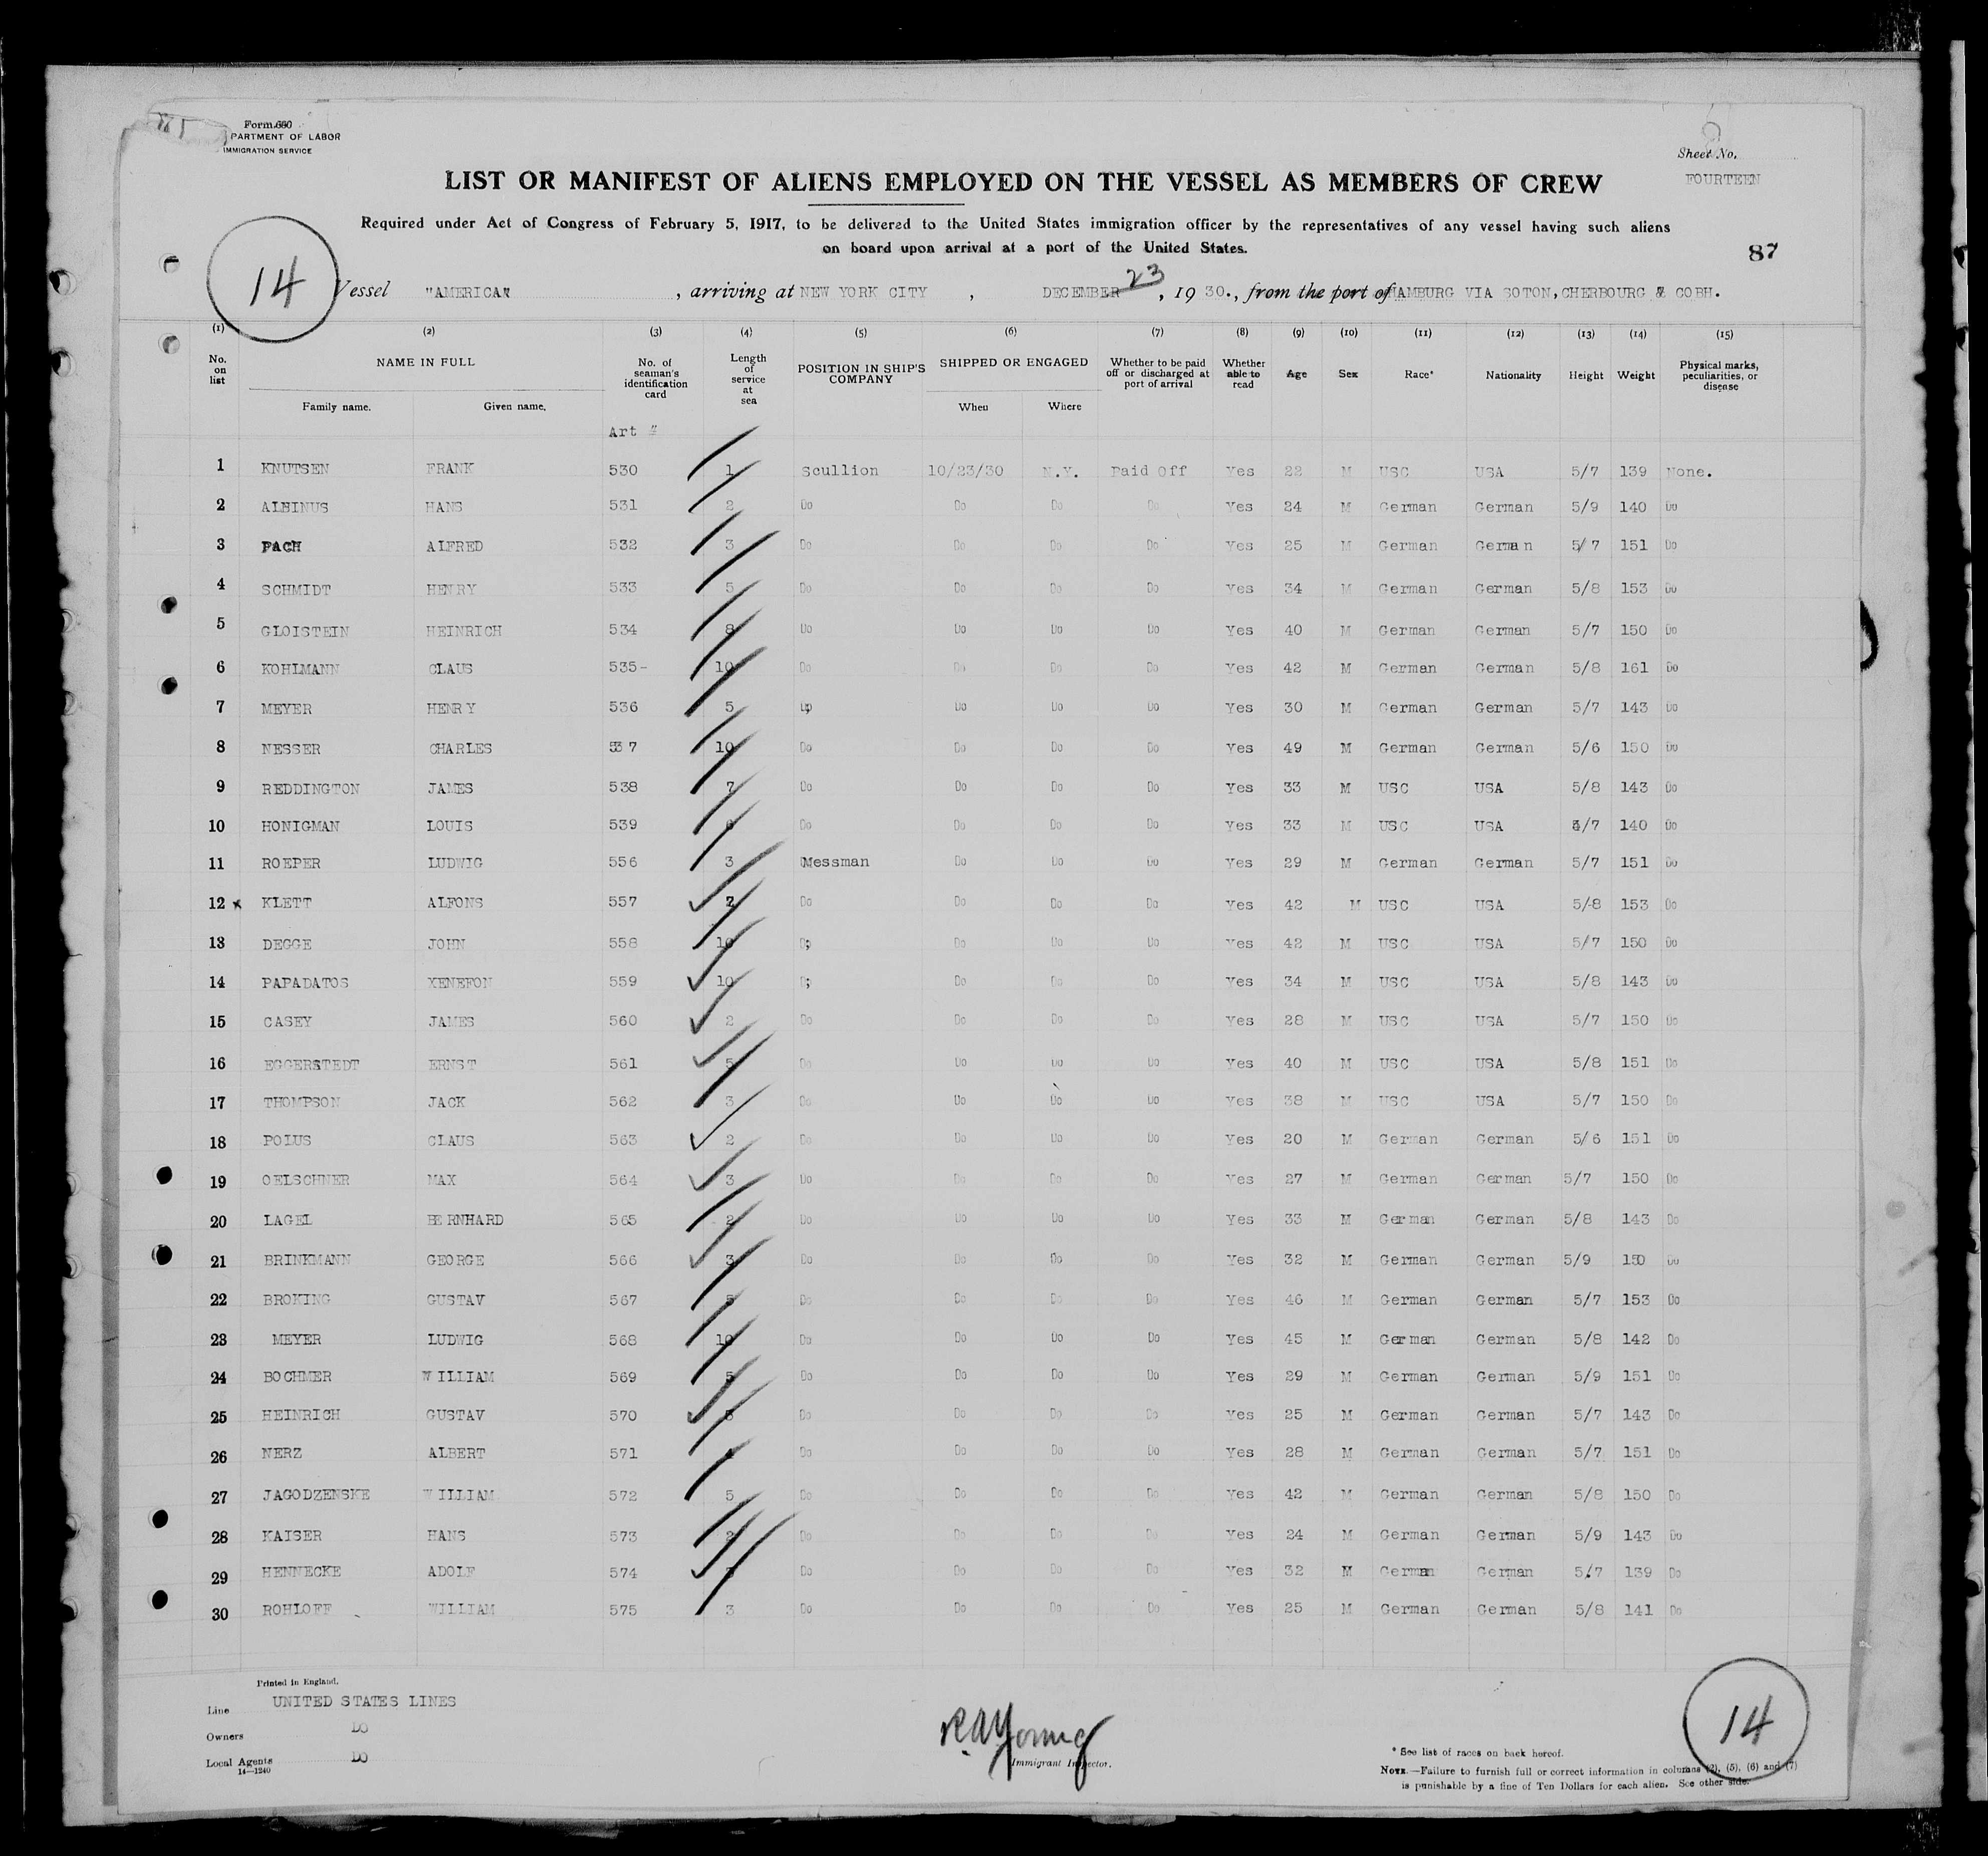 Form 680
PARTMENT OF LABOR
IMMIGRATION SERVICE
Sheet No.
FOURTEEN
LIST OR MANIFEST OF ALIENS EMPLOYED ON THE VESSEL AS MEMBERS OF CREW
Required under Act of Congress of February 5, 1917, to be delivered to the United States immigration officer by the representatives of any vessel having such aliens
on board upon arrival at a port of the United States.
87
14
Vessel "AMERICA" , arriving at NEW YORK CITY , DECEMBER 23 , 19 30., from the port of HAMBURG VIA SOTON, CHERBOURG & COBH.
(1) (2) (3) (4) (5) (6) (7) (8) (9) (10) (11) (12) (13) (14) (15)
No. on list NAME IN FULL No. of seaman's identification card Length of service at sea POSITION IN SHIP'S COMPANY SHIPPED OR ENGAGED Whether to be paid off or discharged at port of arrival Whether able to read Age Sex Race* Nationality Height Weight Physical marks, peculiarities, or disease
Family name. Given name. When Where
Art #
1 KNUTSEN FRANK 530 1 Scullion 10/23/30 N.Y. Paid Off Yes 22 M USC USA 5/7 139 None.
2 ALBINUS HANS 531 2 Do Do Do Do Yes 24 M German German 5/9 140 Do
3 PACH ALFRED 532 3 Do Do Do Do Yes 25 M German German 5/7 151 Do
4 SCHMIDT HENRY 533 5 Do Do Do Do Yes 34 M German German 5/8 153 Do
5 GLOISTEIN HEINRICH 534 8 Do Do Do Do Yes 40 M German German 5/7 150 Do
6 KOHLMANN CLAUS 535- 10 Do Do Do Do Yes 42 M German German 5/8 161 Do
7 MEYER HENRY 536 5 Do Do Do Do Yes 30 M German German 5/7 143 Do
8 NESSER CHARLES 537 10 Do Do Do Do Yes 49 M German German 5/6 150 Do
9 REDDINGTON JAMES 538 7 Do Do Do Do Yes 33 M USC USA 5/8 143 Do
10 HONIGMAN LOUIS 539 Do Do Do Do Yes 33 M USC USA 5/7 140 Do
11 ROEPER LUDWIG 556 3 Messman Do Do Do Yes 29 M German German 5/7 151 Do
12 x KLETT ALFONS 557 Do Do Do Do Yes 42 M USC USA 5/8 153 Do
13 DEGGE JOHN 558 10 Do Do Do Do Yes 42 M USC USA 5/7 150 Do
14 PAPADATOS XENEFON 559 10 Do Do Do Do Yes 34 M USC USA 5/8 143 Do
15 CASEY JAMES 560 2 Do Do Do Do Yes 28 M USC USA 5/7 150 Do
16 EGGERSTEDT ERNST 561 5 Do Do Do Do Yes 40 M USC USA 5/8 151 Do
17 THOMPSON JACK 562 3 Do Do Do Do Yes 38 M USC USA 5/7 150 Do
18 POLUS CLAUS 563 2 Do Do Do Do Yes 20 M German German 5/6 151 Do
19 OELSCHNER MAX 564 3 Do Do Do Do Yes 27 M German German 5/7 150 Do
20 LAGEL BERNHARD 565 2 Do Do Do Do Yes 33 M German German 5/8 143 Do
21 BRINKMANN GEORGE 566 3 Do Do Do Do Yes 32 M German German 5/9 150 Do
22 BROKING GUSTAV 567 5 Do Do Do Do Yes 46 M German German 5/7 153 Do
23 MEYER LUDWIG 568 10 Do Do Do Do Yes 45 M German German 5/8 142 Do
24 BOCHMER WILLIAM 569 5 Do Do Do Do Yes 29 M German German 5/9 151 Do
25 HEINRICH GUSTAV 570 Do Do Do Do Yes 25 M German German 5/7 143 Do
26 NERZ ALBERT 571 4 Do Do Do Do Yes 28 M German German 5/7 151 Do
27 JAGODZENSKE WILLIAM 572 5 Do Do Do Do Yes 42 M German German 5/8 150 Do
28 KAISER HANS 573 2 Do Do Do Do Yes 24 M German German 5/9 143 Do
29 HENNECKE ADOLF 574 Do Do Do Do Yes 32 M German German 5/7 139 Do
30 ROHLOFF WILLIAM 575 3 Do Do Do Do Yes 25 M German German 5/8 141 Do
Printed in England.
Line UNITED STATES LINES
Owners DO
Local Agents DO
14—1240
R.A. Young
Immigrant Inspector.
* See list of races on back hereof.
NOTE.—Failure to furnish full or correct information in columns (2), (5), (6) and (7)
is punishable by a fine of Ten Dollars for each alien. See other side.
14